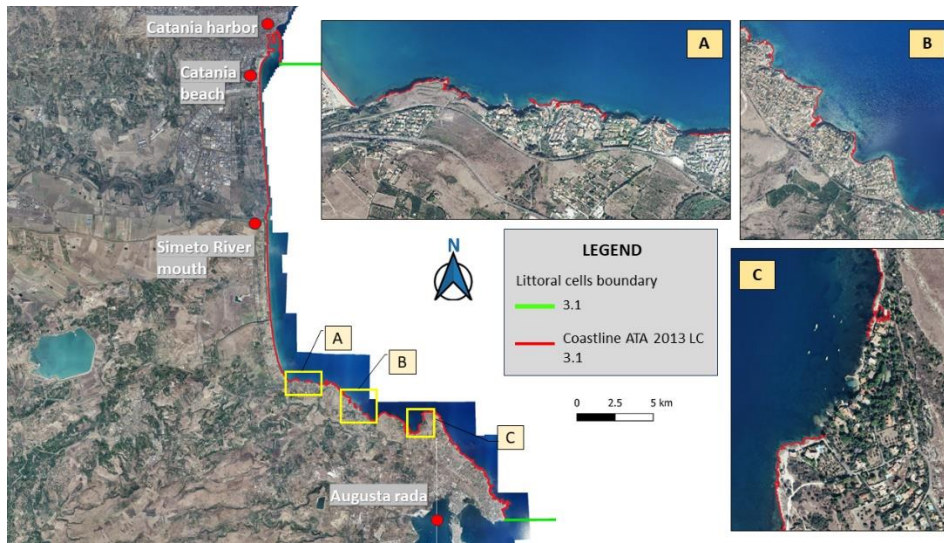 Catania harbor
Catania
beach
Simeto River
mouth
A
B
C
Augusta rada
A
B
C
N
LEGEND
Littoral cells boundary
3.1
Coastline ATA 2013 LC
3.1
0 2.5 5 km